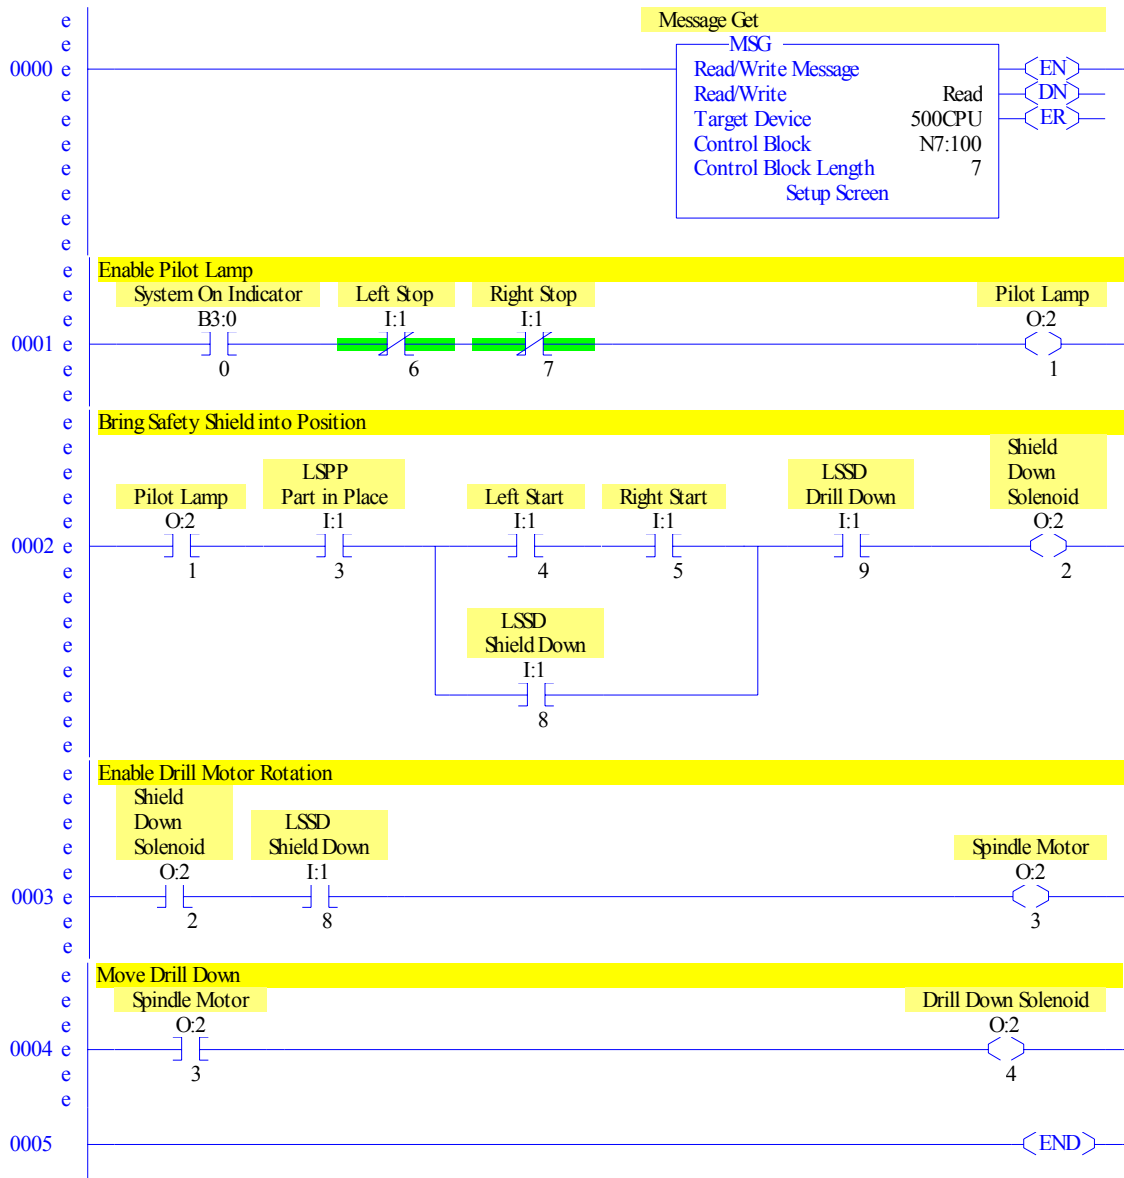 e
e Message Get
e MSG
0000 e Read/Write Message EN
e Read/Write Read DN
e Target Device 500CPU ER
e Control Block N7:100
e Control Block Length 7
e Setup Screen
e
e
e Enable Pilot Lamp
e System On Indicator Left Stop Right Stop Pilot Lamp
e B3:0 I:1 I:1 O:2
0001 e
e 0 6 7 1
e
e Bring Safety Shield into Position
e Shield
e LSPP LSSD Down
e Pilot Lamp Part in Place Left Start Right Start Drill Down Solenoid
e O:2 I:1 I:1 I:1 I:1 O:2
0002 e
e 1 3 4 5 9 2
e
e LSSD
e Shield Down
e I:1
e
e 8
e
e Enable Drill Motor Rotation
e Shield
e Down LSSD
e Solenoid Shield Down Spindle Motor
e O:2 I:1 O:2
0003 e
e 2 8 3
e
e Move Drill Down
e Spindle Motor Drill Down Solenoid
e O:2 O:2
0004 e
e 3 4
e
0005 END